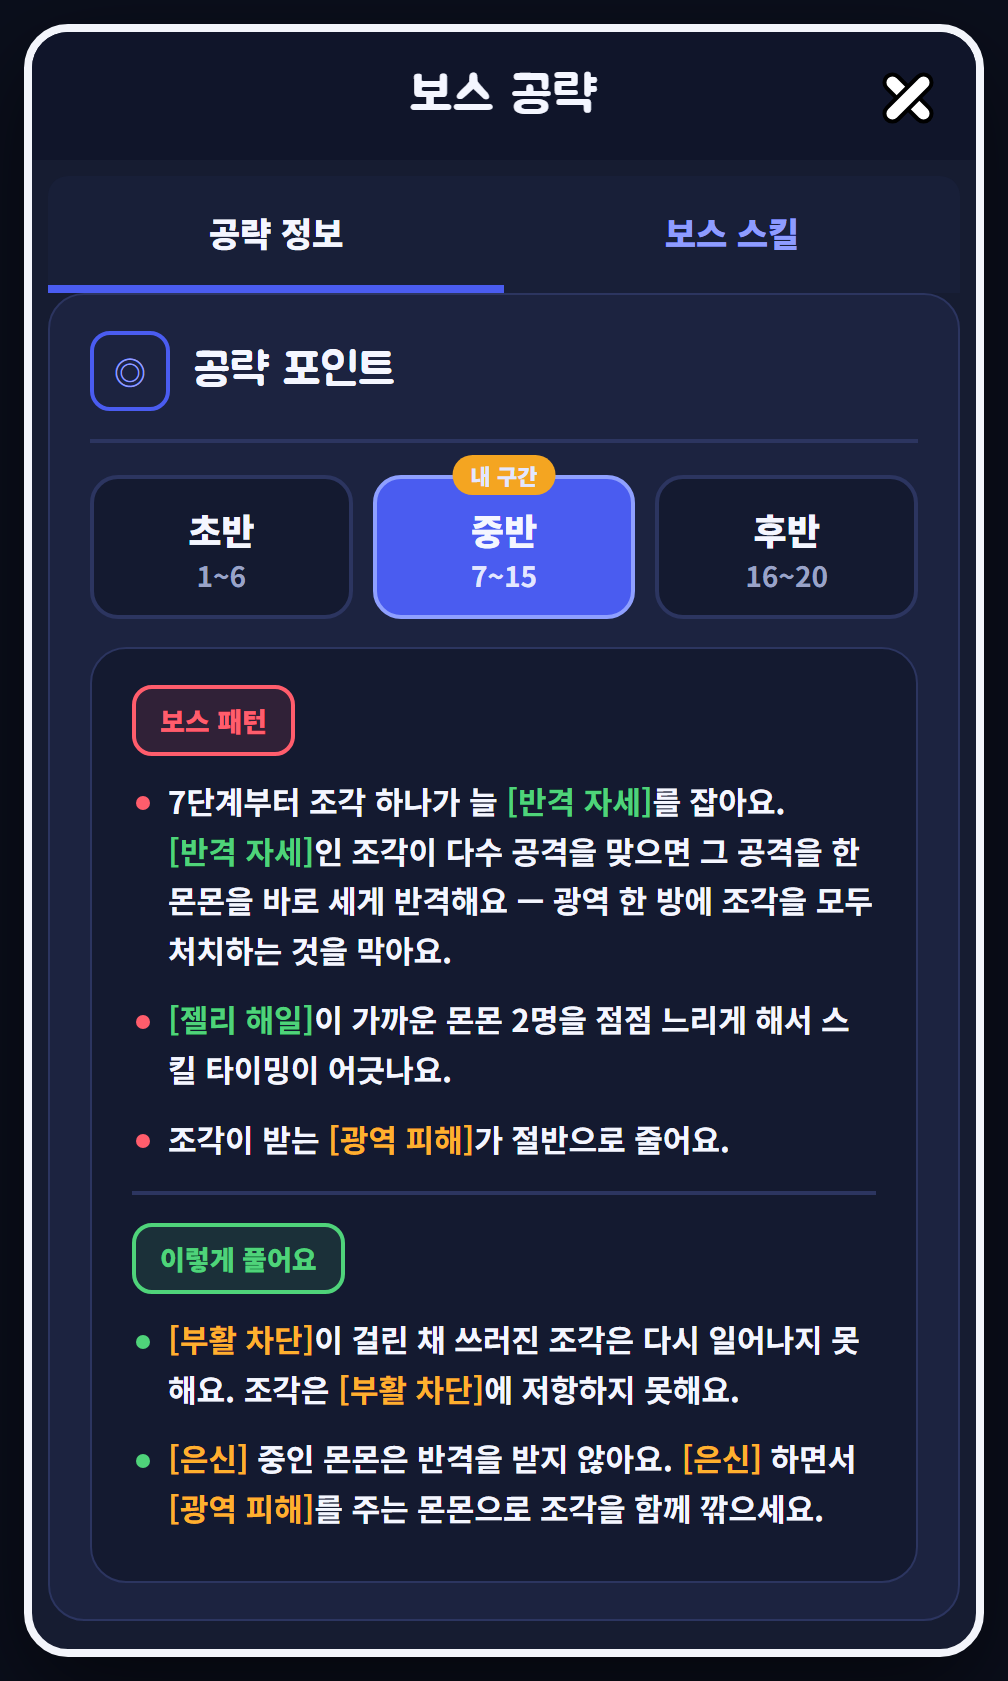 보스 공략
공략 정보
보스 스킬
◎ 공략 포인트
내 구간
초반
1~6
중반
7~15
후반
16~20
보스 패턴
7단계부터 조각 하나가 늘 [반격 자세]를 잡아요.
[반격 자세]인 조각이 다수 공격을 맞으면 그 공격을 한
몬몬을 바로 세게 반격해요 — 광역 한 방에 조각을 모두
처치하는 것을 막아요.
[젤리 해일]이 가까운 몬몬 2명을 점점 느리게 해서 스
킬 타이밍이 어긋나요.
조각이 받는 [광역 피해]가 절반으로 줄어요.
이렇게 풀어요
[부활 차단]이 걸린 채 쓰러진 조각은 다시 일어나지 못
해요. 조각은 [부활 차단]에 저항하지 못해요.
[은신] 중인 몬몬은 반격을 받지 않아요. [은신] 하면서
[광역 피해]를 주는 몬몬으로 조각을 함께 깎으세요.